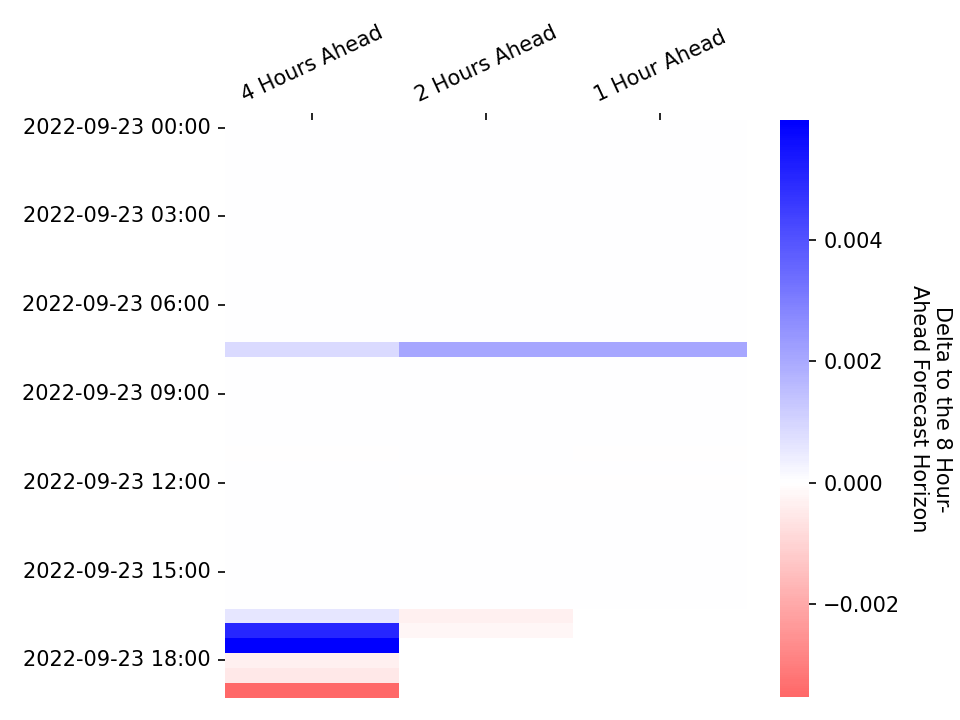 4 Hours Ahead
2 Hours Ahead
1 Hour Ahead
2022-09-23 00:00
2022-09-23 03:00
2022-09-23 06:00
2022-09-23 09:00
2022-09-23 12:00
2022-09-23 15:00
2022-09-23 18:00
0.004
0.002
0.000
−0.002
Delta to the 8 Hour-
Ahead Forecast Horizon